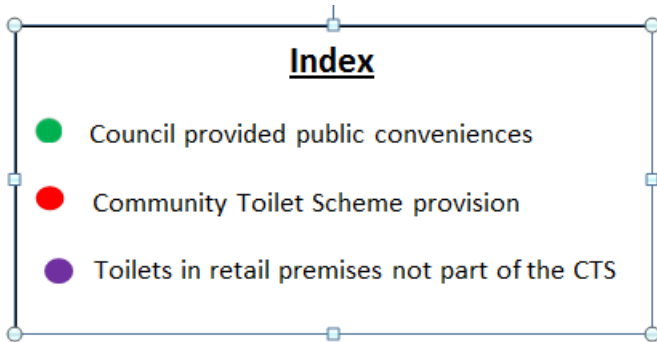 Index
Council provided public conveniences
Community Toilet Scheme provision
Toilets in retail premises not part of the CTS